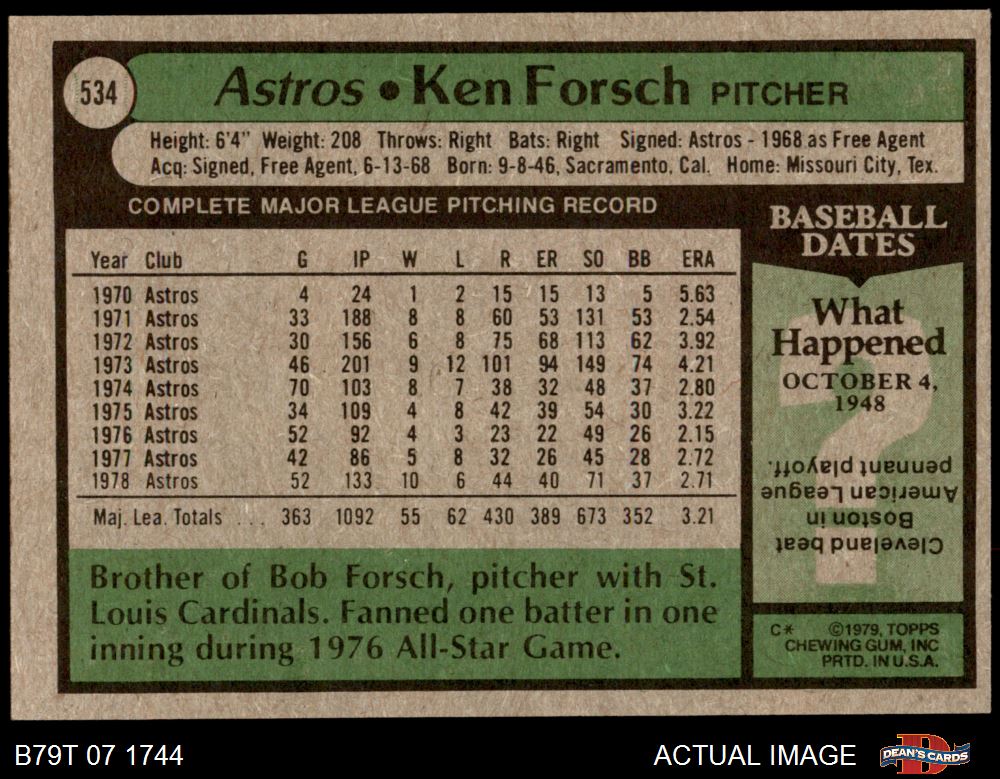 534
Astros • Ken Forsch PITCHER
Height: 6'4" Weight: 208 Throws: Right Bats: Right Signed: Astros - 1968 as Free Agent
Acq: Signed, Free Agent, 6-13-68 Born: 9-8-46, Sacramento, Cal. Home: Missouri City, Tex.
COMPLETE MAJOR LEAGUE PITCHING RECORD
Year Club G IP W L R ER SO BB ERA
1970 Astros 4 24 1 2 15 15 13 5 5.63
1971 Astros 33 188 8 8 60 53 131 53 2.54
1972 Astros 30 156 6 8 75 68 113 62 3.92
1973 Astros 46 201 9 12 101 94 149 74 4.21
1974 Astros 70 103 8 7 38 32 48 37 2.80
1975 Astros 34 109 4 8 42 39 54 30 3.22
1976 Astros 52 92 4 3 23 22 49 26 2.15
1977 Astros 42 86 5 8 32 26 45 28 2.72
1978 Astros 52 133 10 6 44 40 71 37 2.71
Maj. Lea. Totals ... 363 1092 55 62 430 389 673 352 3.21
Brother of Bob Forsch, pitcher with St.
Louis Cardinals. Fanned one batter in one
inning during 1976 All-Star Game.
BASEBALL
DATES
What
Happened
OCTOBER 4,
1948
?
Cleveland beat
Boston in
American League
pennant playoff.
C* ©1979, TOPPS
CHEWING GUM, INC
PRTD. IN U.S.A.
B79T 07 1744
ACTUAL IMAGE
D
DEAN'S CARDS